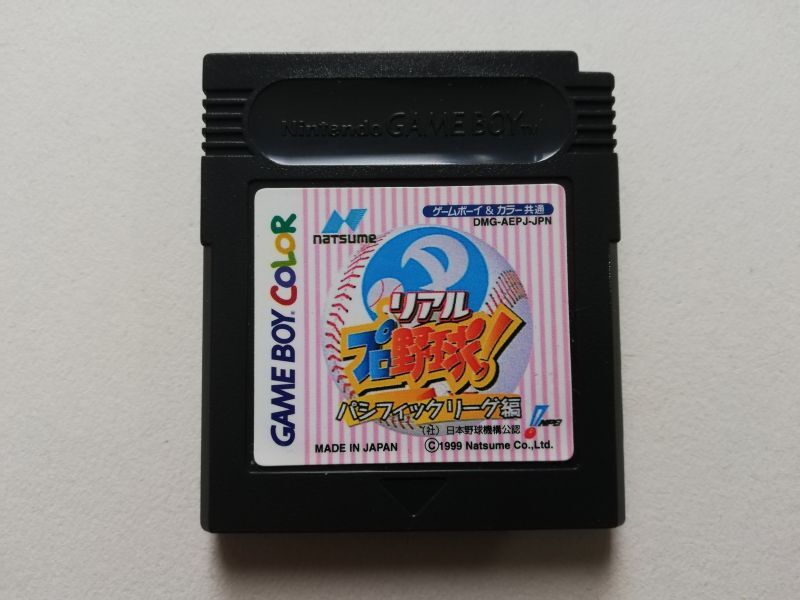 Nintendo GAME BOY TM
natsume
ゲームボーイ & カラー共通
DMG-AEPJ-JPN
GAME BOY COLOR
リアル
プロ野球!
パシフィックリーグ編
NPB
(社) 日本野球機構公認
MADE IN JAPAN
©1999 Natsume Co., Ltd.